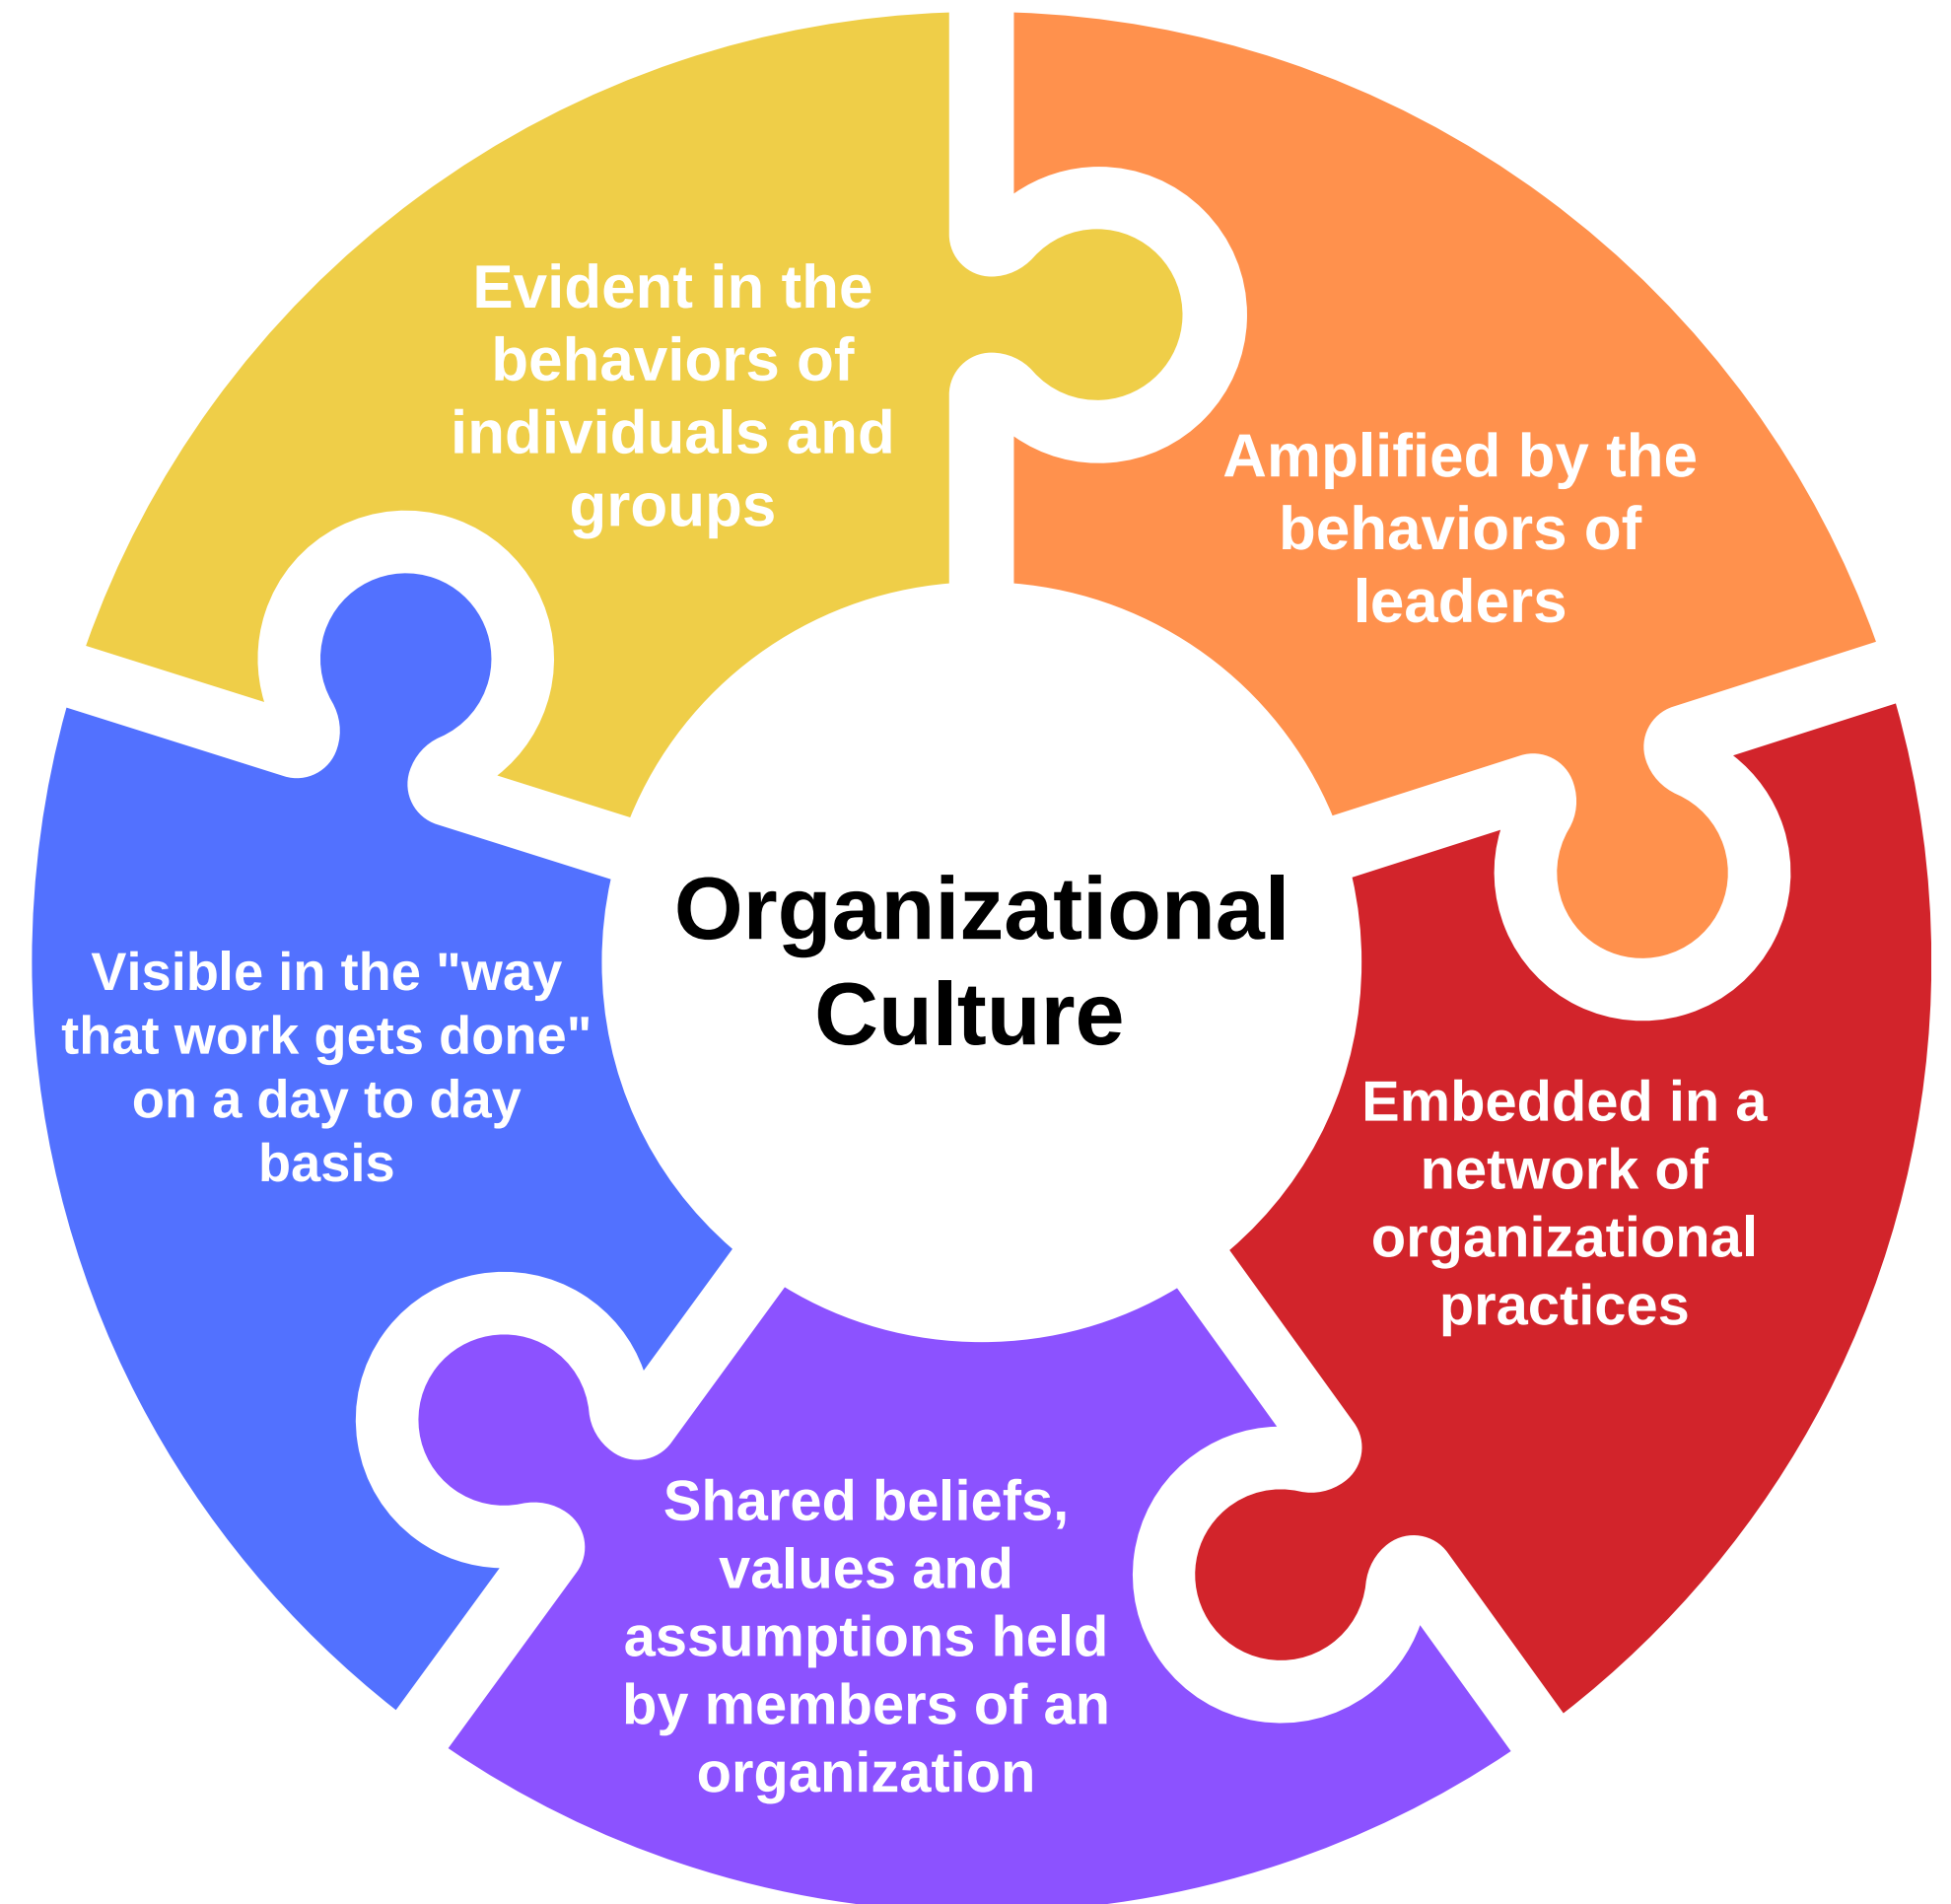 Evident in the
behaviors of
individuals and
groups
Amplified by the
behaviors of
leaders
Organizational
Culture
Visible in the "way
that work gets done"
on a day to day
basis
Embedded in a
network of
organizational
practices
Shared beliefs,
values and
assumptions held
by members of an
organization